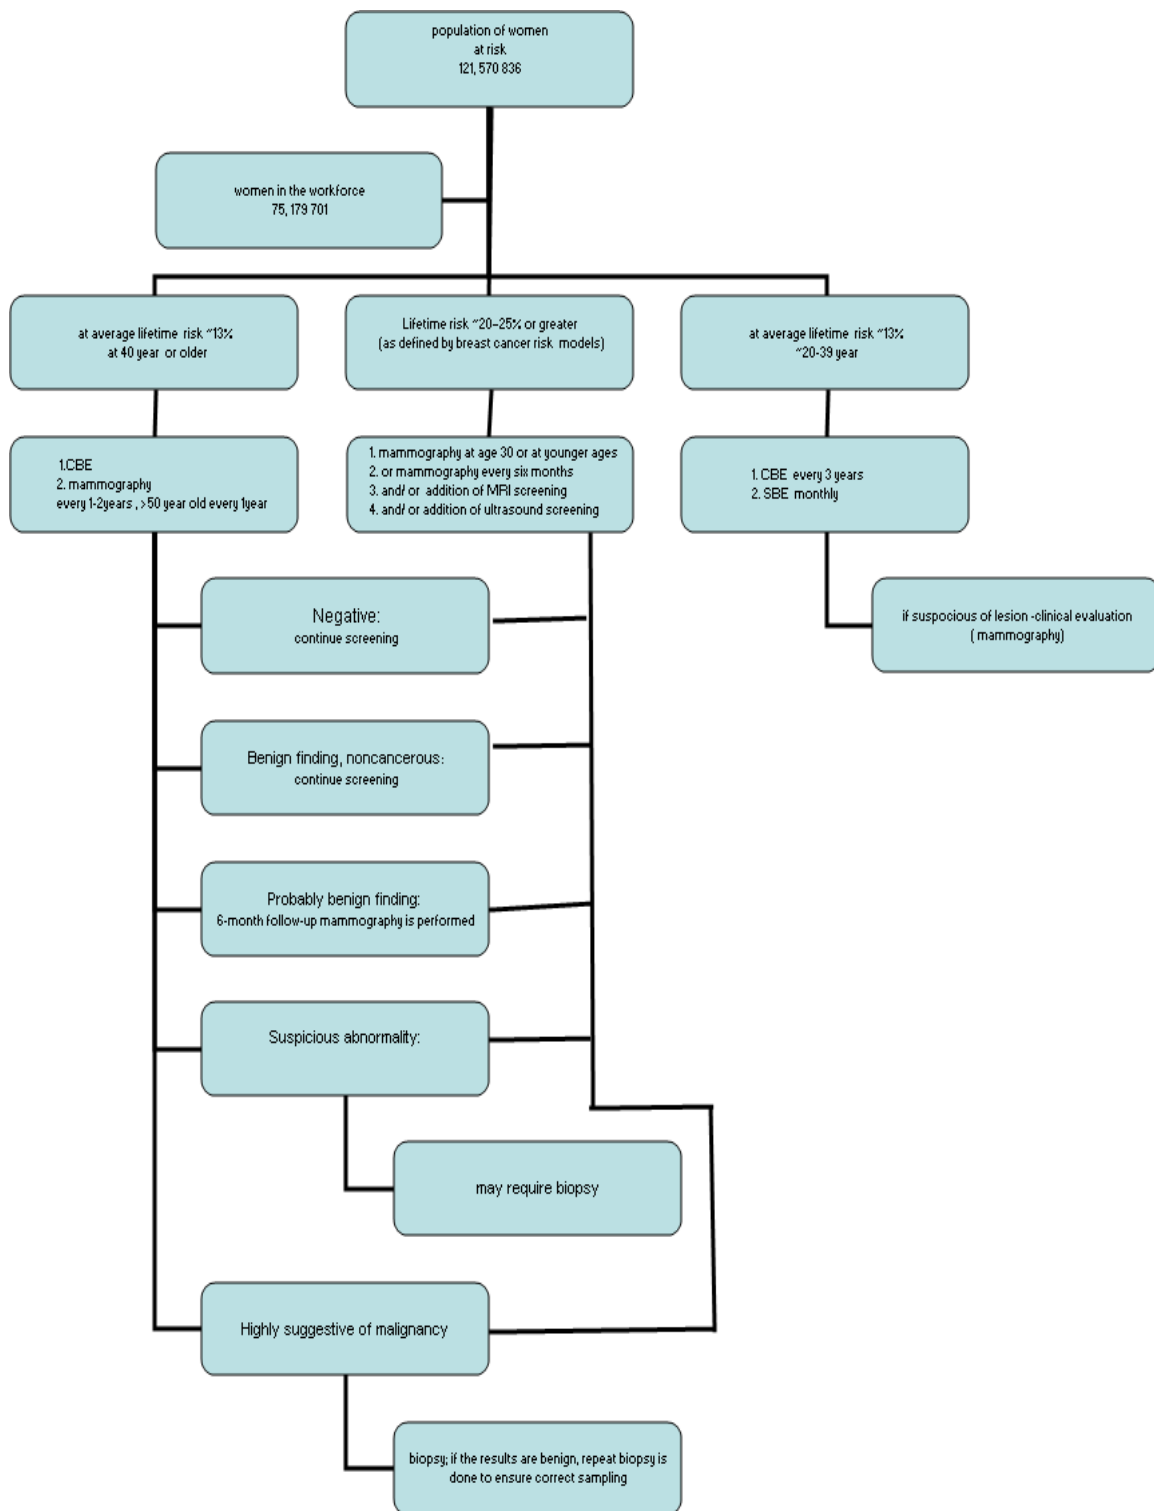 population of women
at risk
121, 570 836
women in the workforce
75, 179 701
at average lifetime risk ~13%
at 40 year or older
Lifetime risk ~20-25% or greater
(as defined by breast cancer risk models)
at average lifetime risk ~13%
~20-39 year
1.CBE
2. mammography
every 1-2years , >50 year old every 1year
1. mammography at age 30 or at younger ages
2. or mammography every six months
3. and/ or addition of MRI screening
4. and/ or addition of ultrasound screening
1. CBE every 3 years
2. SBE monthly
Negative:
continue screening
if suspocious of lesion -clinical evaluation
( mammography)
Benign finding, noncancerous:
continue screening
Probably benign finding:
6-month follow-up mammography is performed
Suspicious abnormality:
may require biopsy
Highly suggestive of malignancy
biopsy; if the results are benign, repeat biopsy is
done to ensure correct sampling